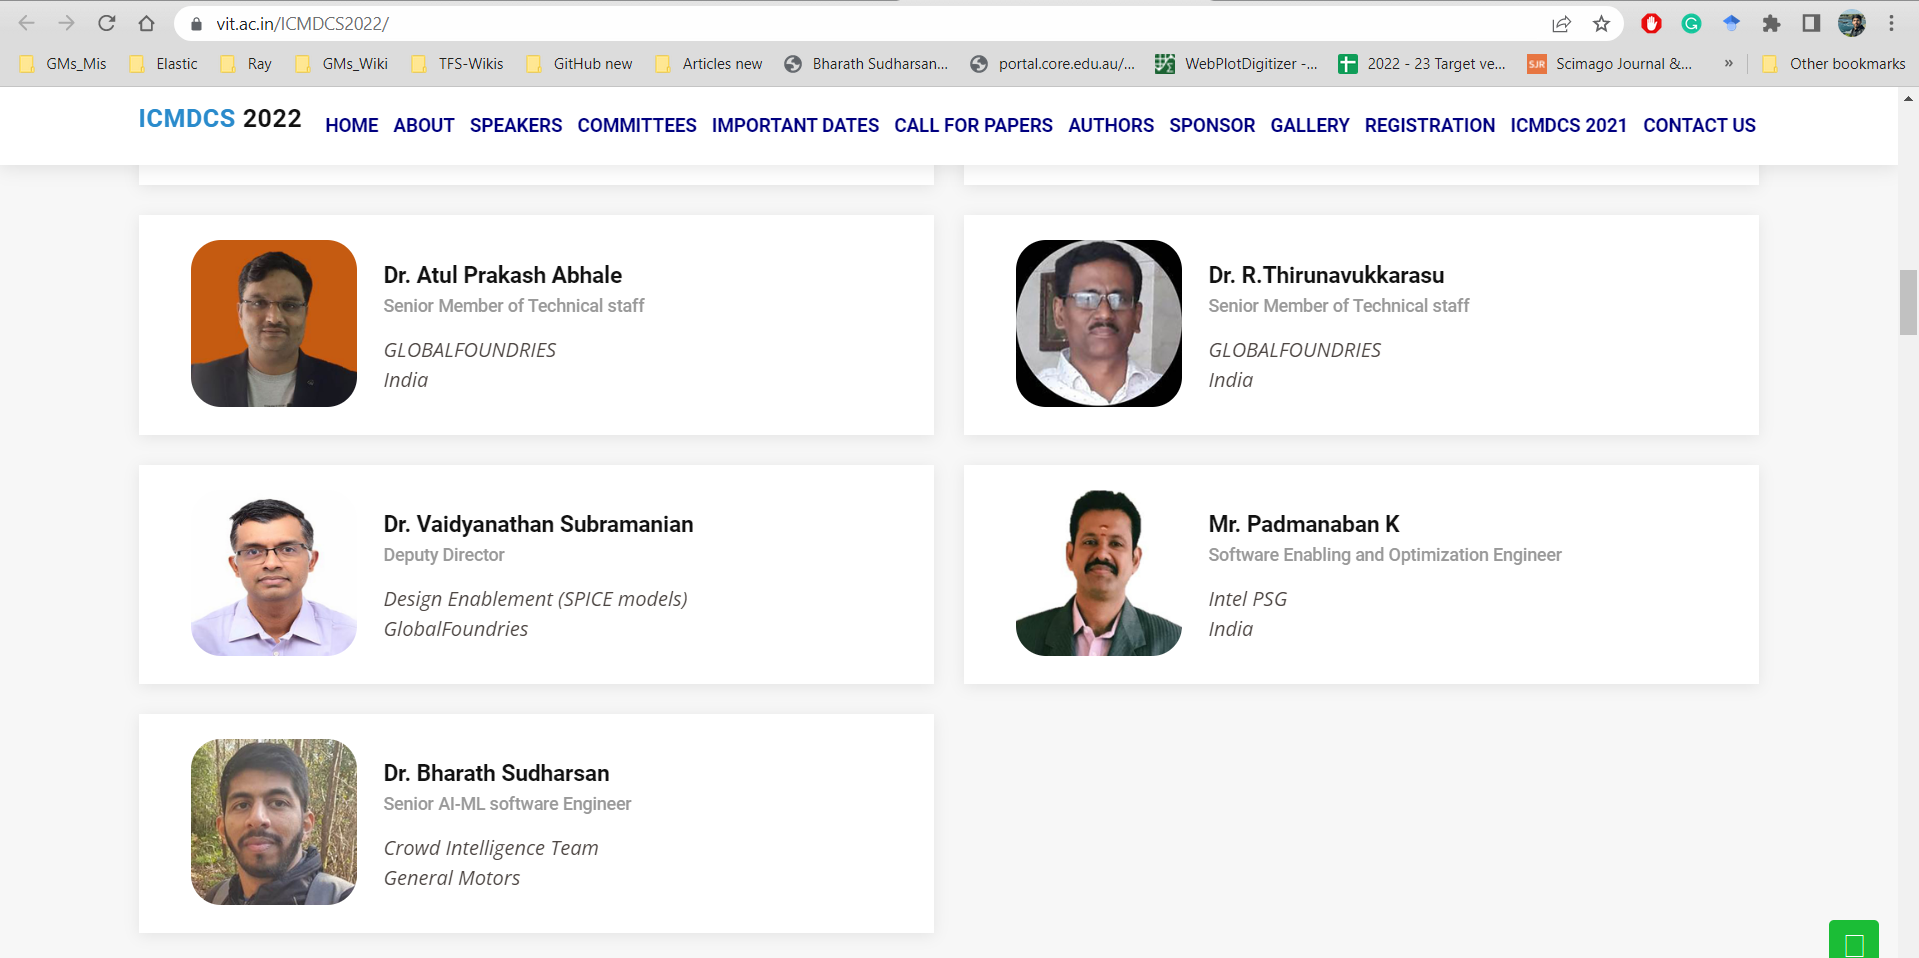 vit.ac.in/ICMDCS2022/
GMs_Mis Elastic Ray GMs_Wiki TFS-Wikis GitHub new Articles new Bharath Sudharsan... portal.core.edu.au/... WebPlotDigitizer -... 2022 - 23 Target ve... SJR Scimago Journal &... » Other bookmarks
ICMDCS 2022 HOME ABOUT SPEAKERS COMMITTEES IMPORTANT DATES CALL FOR PAPERS AUTHORS SPONSOR GALLERY REGISTRATION ICMDCS 2021 CONTACT US
Dr. Atul Prakash Abhale
Senior Member of Technical staff
GLOBALFOUNDRIES
India
Dr. R.Thirunavukkarasu
Senior Member of Technical staff
GLOBALFOUNDRIES
India
Dr. Vaidyanathan Subramanian
Deputy Director
Design Enablement (SPICE models)
GlobalFoundries
Mr. Padmanaban K
Software Enabling and Optimization Engineer
Intel PSG
India
Dr. Bharath Sudharsan
Senior AI-ML software Engineer
Crowd Intelligence Team
General Motors